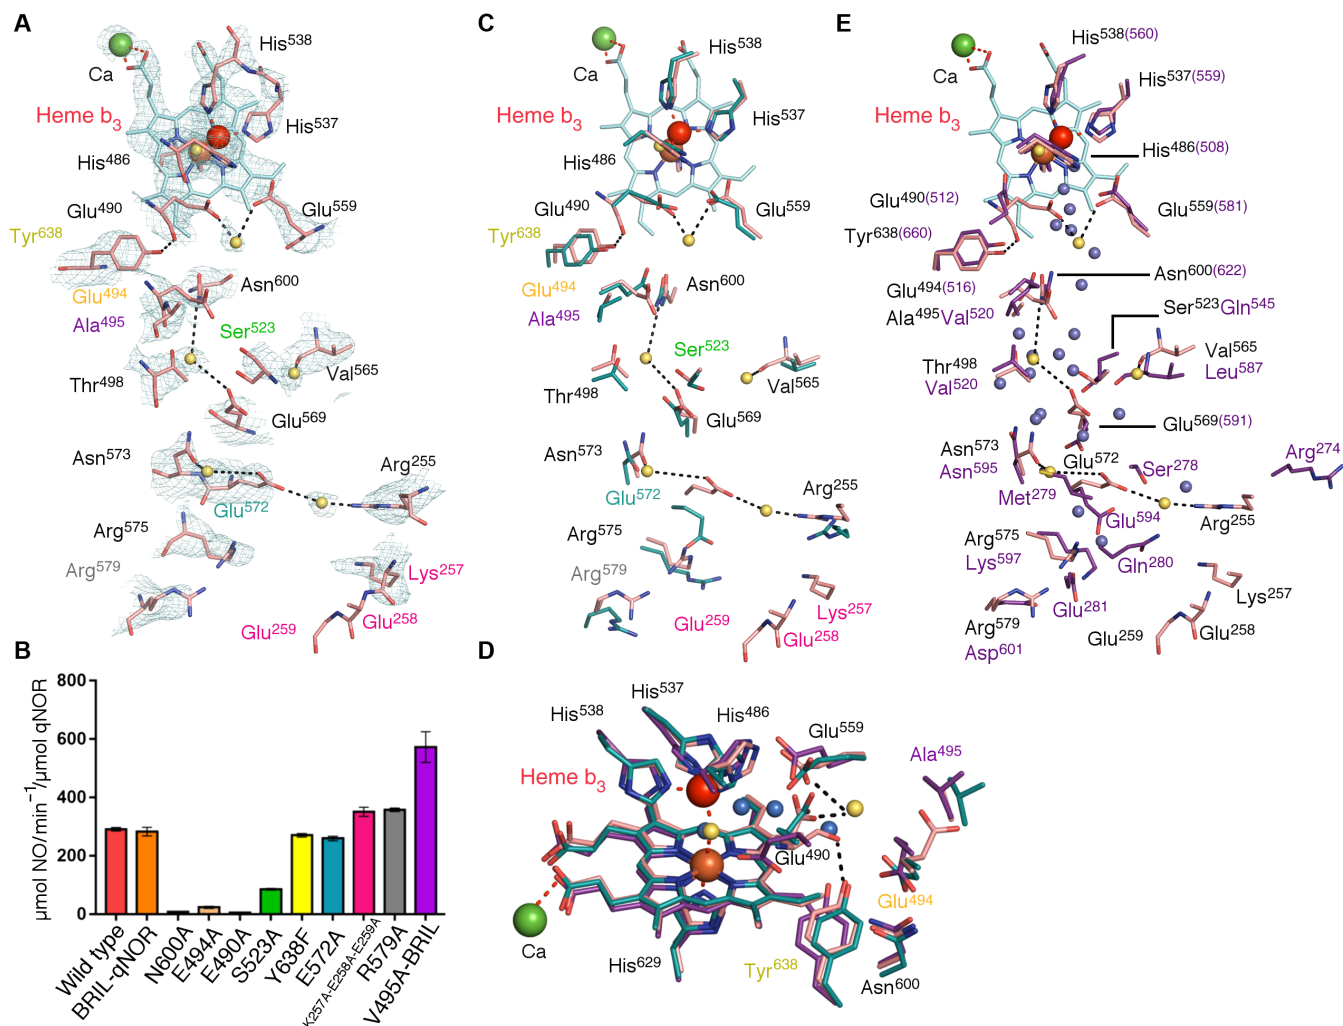 A
His538
Ca
Heme b3
His537
His486
Glu490
Glu559
Tyr638
Glu494
Asn600
Ala495
Ser523
Thr498
Val565
Glu569
Asn573
Arg255
Glu572
Arg575
Arg579
Lys257
Glu259
Glu258
B
μmol NO/min−1/μmol qNOR
800
600
400
200
0
Wild type
BRIL-qNOR
N600A
E494A
E490A
S523A
Y638F
E572A
K257A-E258A-E259A
R579A
V495A-BRIL
C
His538
Ca
Heme b3
His537
His486
Glu490
Glu559
Tyr638
Glu494
Asn600
Ala495
Ser523
Thr498
Val565
Glu569
Asn573
Glu572
Arg255
Arg575
Arg579
Glu259
Lys257
Glu258
D
His537
His538
His486
Glu559
Ala495
Heme b3
Glu490
Glu494
Ca
His629
Tyr638
Asn600
E
His538(560)
Ca
His537(559)
Heme b3
His486(508)
Glu490(512)
Glu559(581)
Tyr638(660)
Asn600(622)
Glu494(516)
Ala495Val520
Ser523Gln545
Thr498
Val520
Val565
Leu587
Glu569(591)
Asn573
Asn595
Glu572
Ser278
Arg274
Met279
Glu594
Arg255
Arg575
Lys597
Gln280
Glu281
Lys257
Arg579
Asp601
Glu259
Glu258